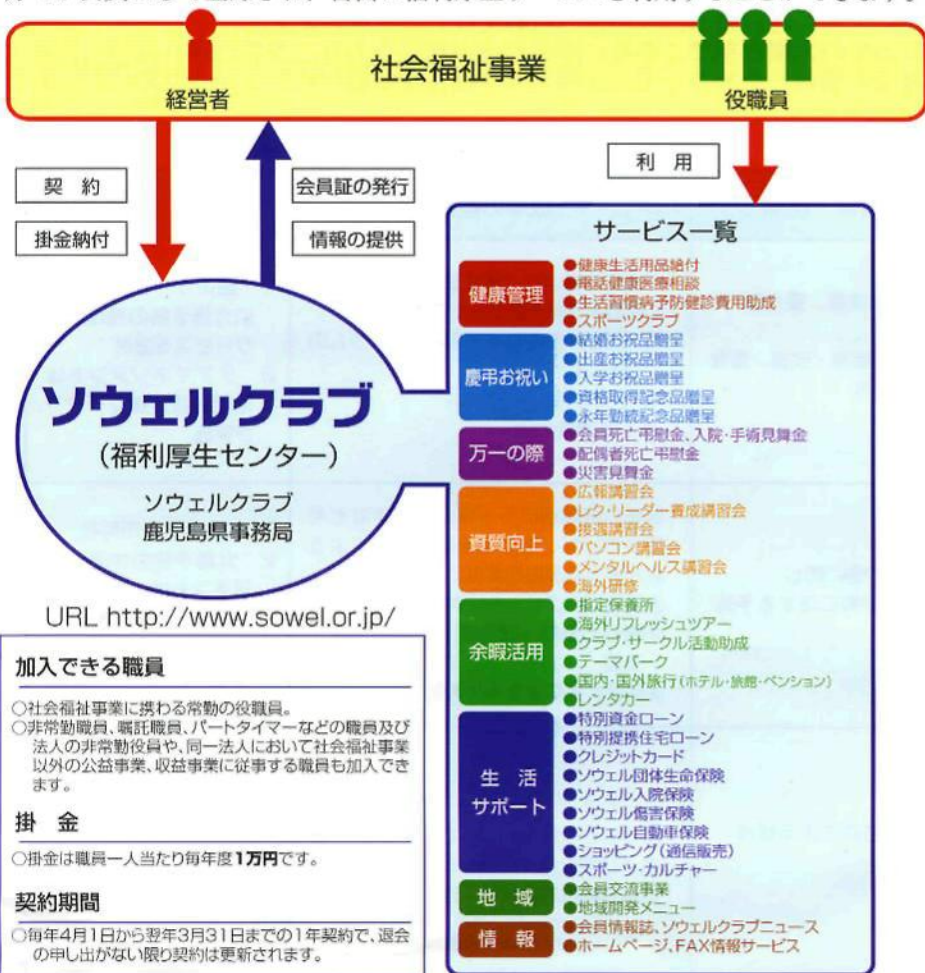 社会福祉事業
経営者
役職員
契約
掛金納付
会員証の発行
情報の提供
利用
ソウェルクラブ
(福利厚生センター)
ソウェルクラブ
鹿児島県事務局
URL http://www.sowel.or.jp/
加入できる職員
○社会福祉事業に携わる常勤の役職員。
○非常勤職員、嘱託職員、パートタイマーなどの職員及び
法人の非常勤役員や、同一法人において社会福祉事業
以外の公益事業、収益事業に従事する職員も加入でき
ます。
掛金
○掛金は職員一人当たり毎年度1万円です。
契約期間
○毎年4月1日から翌年3月31日までの1年契約で、退会
の申し出がない限り契約は更新されます。
サービス一覧
健康管理
●健康生活用品給付
●電話健康医療相談
●生活習慣病予防健診費用助成
●スポーツクラブ
慶弔お祝い
●結婚お祝品贈呈
●出産お祝品贈呈
●入学お祝品贈呈
●資格取得記念品贈呈
●永年勤続記念品贈呈
万一の際
●会員死亡弔慰金、入院・手術見舞金
●配偶者死亡弔慰金
●災害見舞金
資質向上
●広報講習会
●レク・リーダー養成講習会
●接遇講習会
●パソコン講習会
●メンタルヘルス講習会
●海外研修
余暇活用
●指定保養所
●海外リフレッシュツアー
●クラブ・サークル活動助成
●テーマパーク
●国内・国外旅行(ホテル・旅館・ペンション)
●レンタカー
生活
サポート
●特別資金ローン
●特別提携住宅ローン
●クレジットカード
●ソウェル団体生命保険
●ソウェル入院保険
●ソウェル傷害保険
●ソウェル自動車保険
●ショッピング(通信販売)
●スポーツ・カルチャー
地域
●会員交流事業
●地域開発メニュー
情報
●会員情報誌、ソウェルクラブニュース
●ホームページ、FAX情報サービス